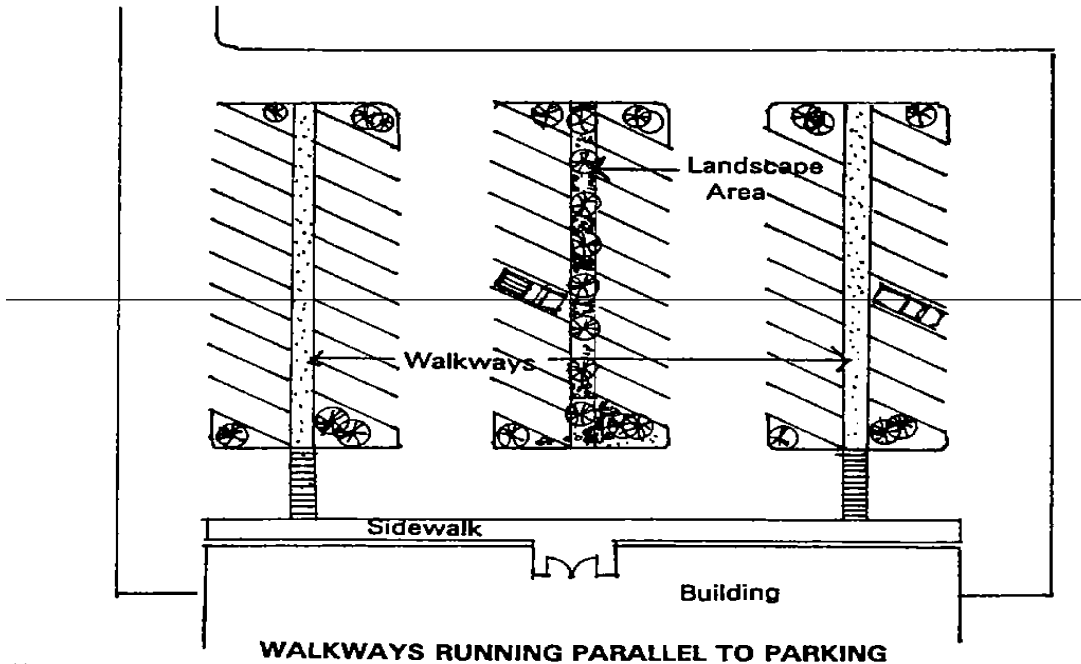 Landscape
Area
Walkways
Sidewalk
Building
WALKWAYS RUNNING PARALLEL TO PARKING